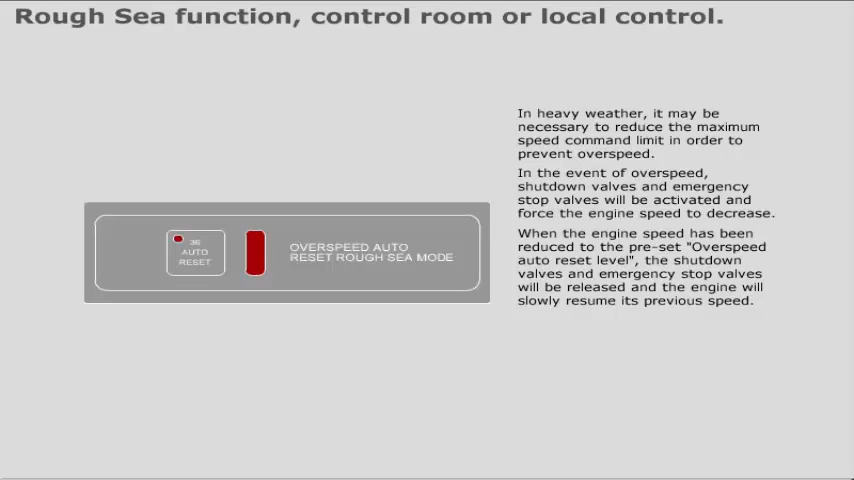 Rough Sea function, control room or local control.
In heavy weather, it may be
necessary to reduce the maximum
speed command limit in order to
prevent overspeed.
In the event of overspeed,
shutdown valves and emergency
stop valves will be activated and
force the engine speed to decrease.
When the engine speed has been
reduced to the pre-set "Overspeed
auto reset level", the shutdown
valves and emergency stop valves
will be released and the engine will
slowly resume its previous speed.
36
AUTO
RESET
OVERSPEED AUTO
RESET ROUGH SEA MODE